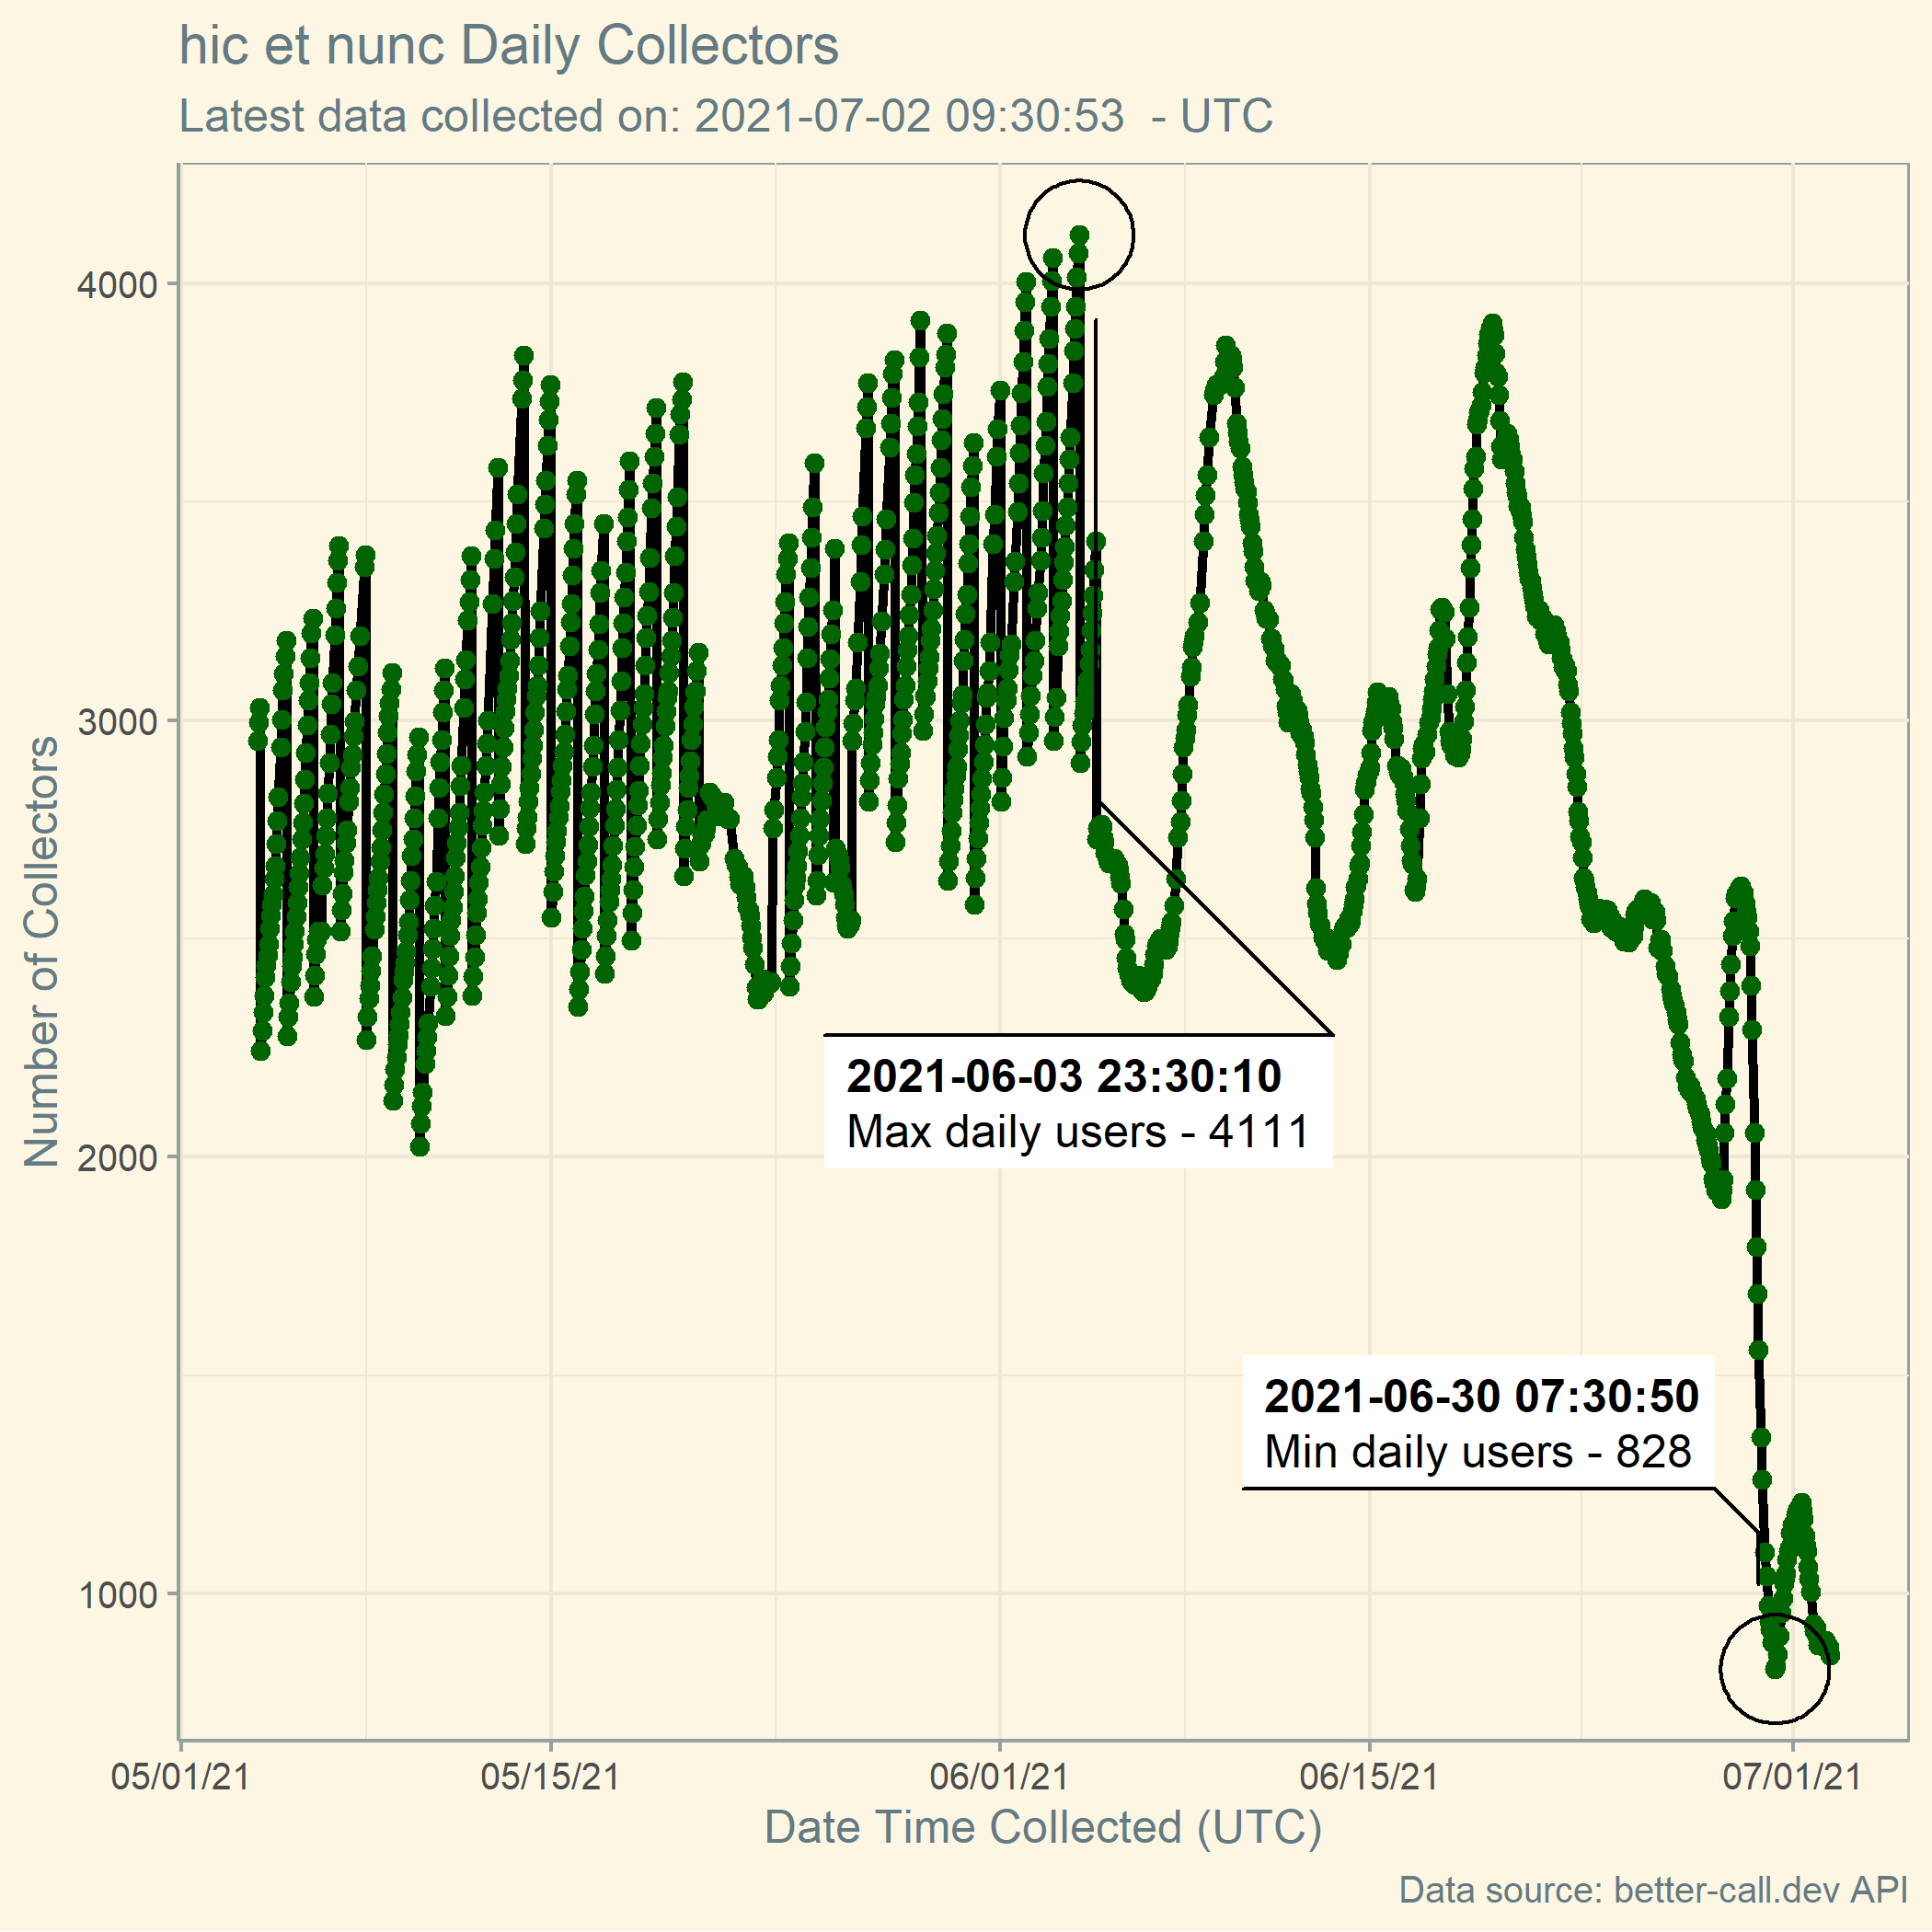 hic et nunc Daily Collectors
Latest data collected on: 2021-07-02 09:30:53  - UTC
Number of Collectors
4000
3000
2000
1000
2021-06-03 23:30:10
Max daily users - 4111
2021-06-30 07:30:50
Min daily users - 828
05/01/21
05/15/21
06/01/21
06/15/21
07/01/21
Date Time Collected (UTC)
Data source: better-call.dev API